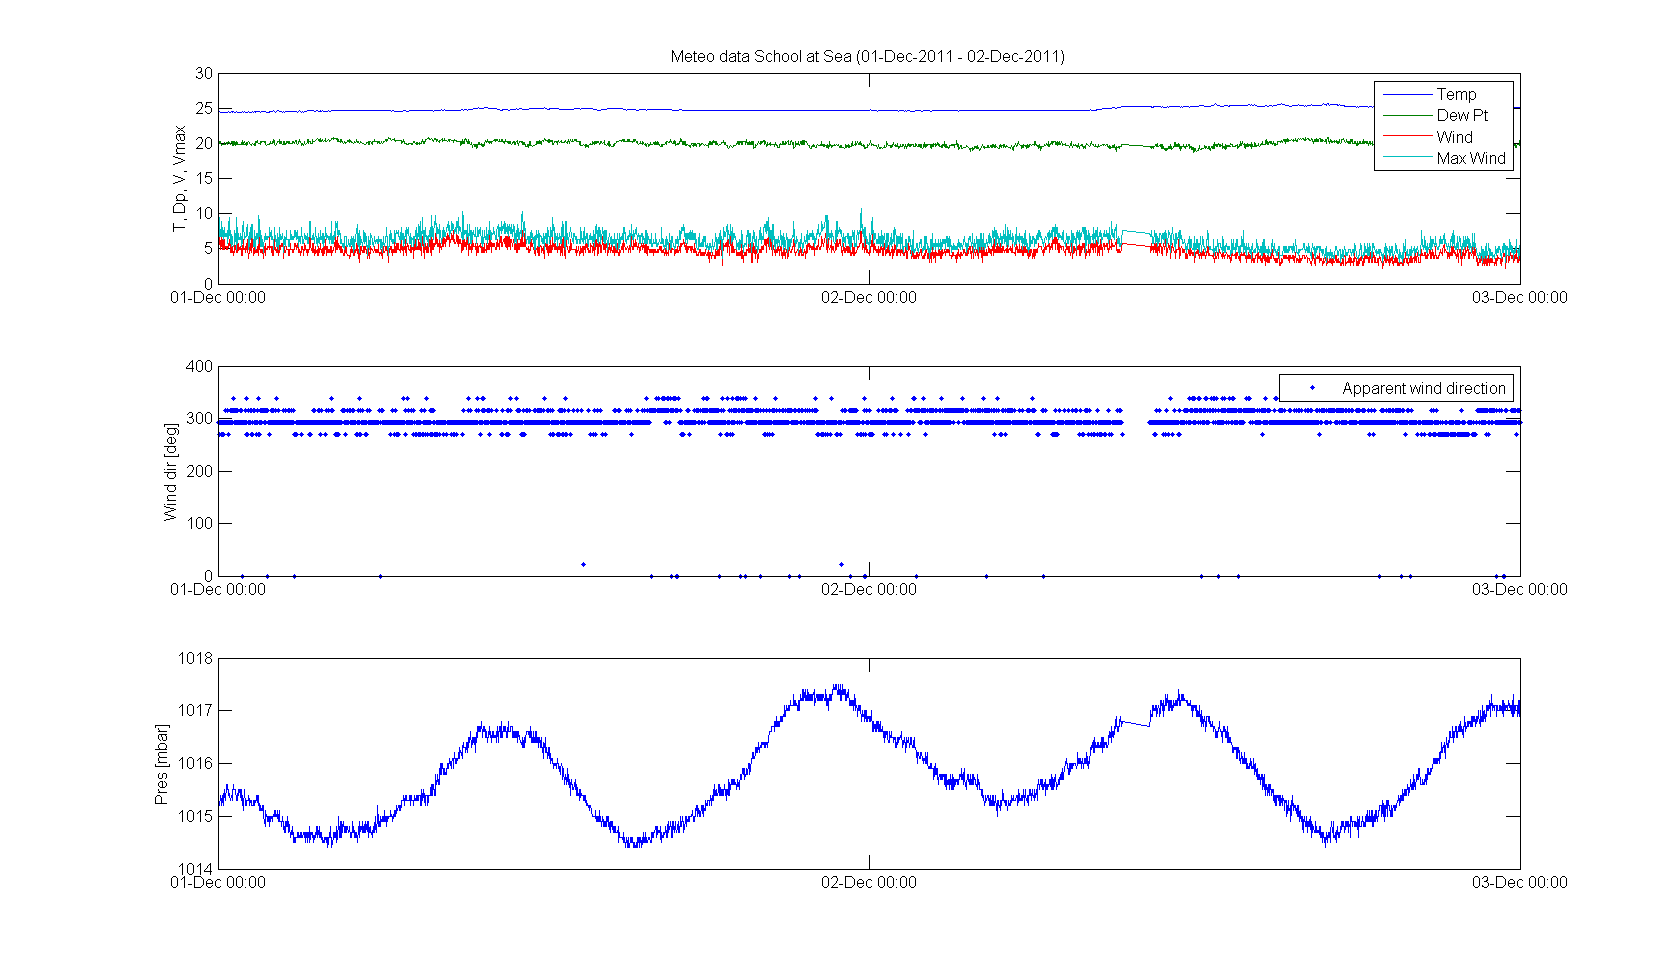 Meteo data School at Sea (01-Dec-2011 - 02-Dec-2011)
30
25
20
15
10
5
0
T, Dp, V, Vmax
Temp
Dew Pt
Wind
Max Wind
01-Dec 00:00 02-Dec 00:00 03-Dec 00:00
400
300
200
100
0
Wind dir [deg]
Apparent wind direction
01-Dec 00:00 02-Dec 00:00 03-Dec 00:00
1018
1017
1016
1015
1014
Pres [mbar]
01-Dec 00:00 02-Dec 00:00 03-Dec 00:00